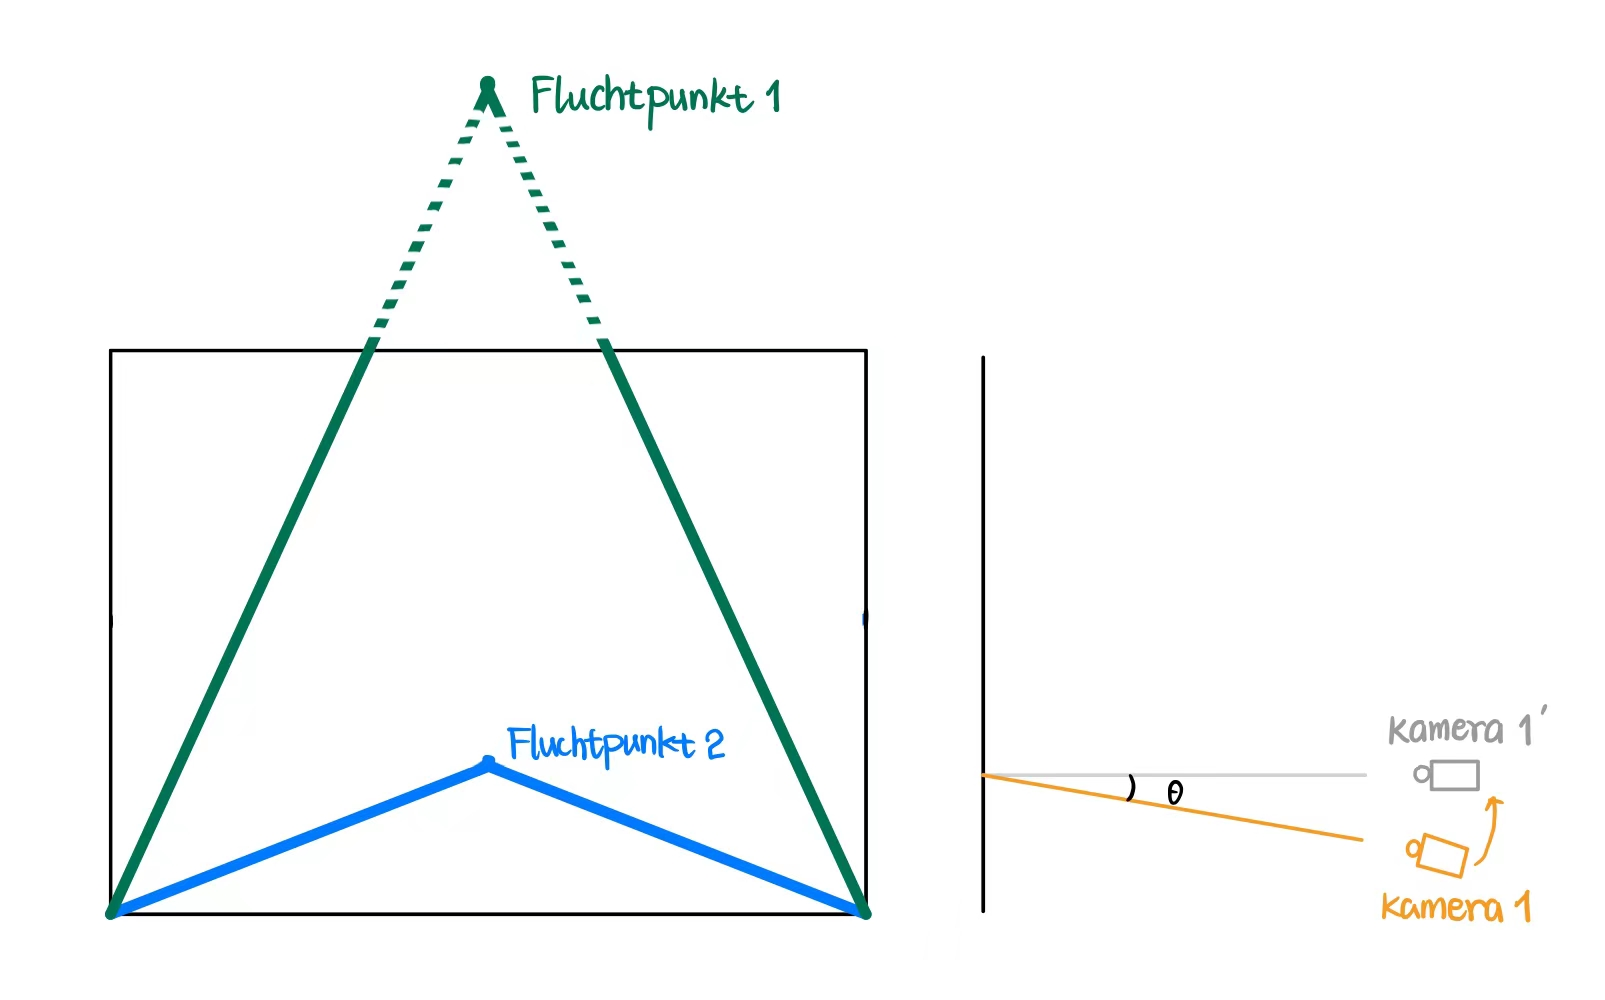 Fluchtpunkt 1
Fluchtpunkt 2
Kamera 1´
θ
Kamera 1